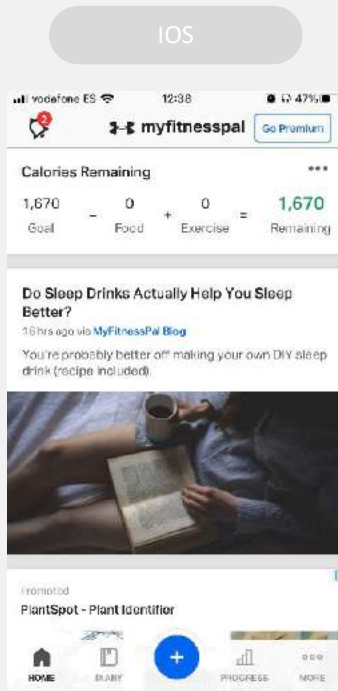 IOS
vodafone ES 12:38 47%
2 myfitnesspal Go Premium
Calories Remaining
1,670 - 0 + 0 = 1,670
Goal Food Exercise Remaining
Do Sleep Drinks Actually Help You Sleep
Better?
16 hrs ago via MyFitnessPal Blog
You're probably better off making your own DIY sleep
drink (recipe included).
Promoted
PlantSpot - Plant Identifier
HOME DIARY + PROGRESS MORE